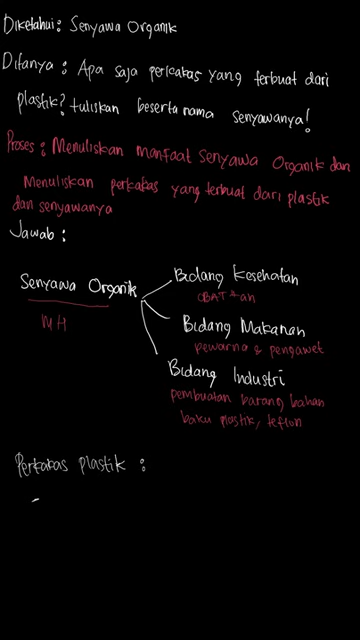 Diketahui: Senyawa Organik
Ditanya: Apa saja perkakas yang terbuat dari
plastik? tuliskan beserta nama senyawanya!
Proses: Menuliskan manfaat Senyawa Organik dan
Menuliskan perkakas yang terbuat dari plastik
dan senyawanya
Jawab:
Senyawa Organik
MH
Bidang Kesehatan
OBAT²an
Bidang Makanan
pewarna & pengawet
Bidang Industri
pembuatan barang bahan
baku plastik, teflon
Perkakas plastik :